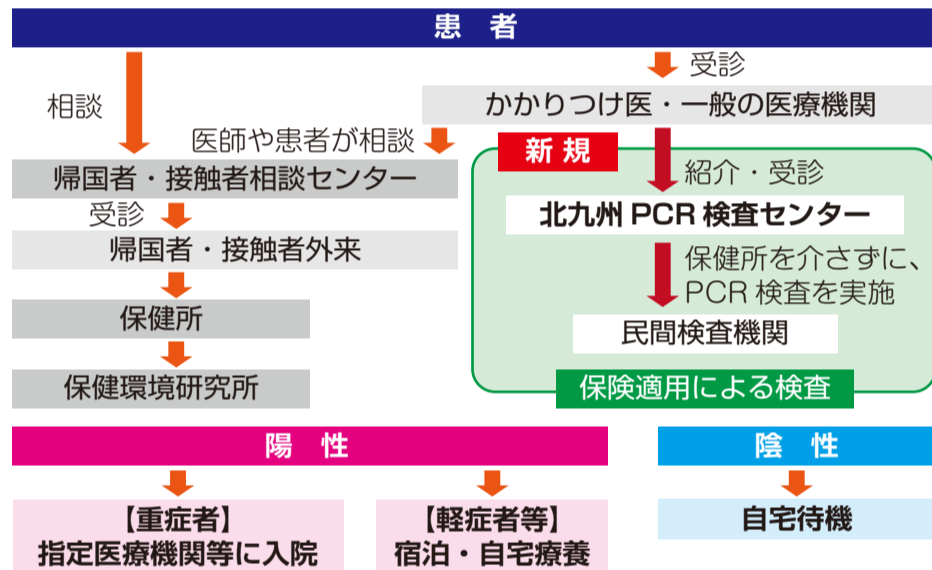 患 者
相談
受診
かかりつけ医・一般の医療機関
医師や患者が相談
帰国者・接触者相談センター
受診
帰国者・接触者外来
保健所
保健環境研究所
新 規
紹介・受診
北九州 PCR 検査センター
保健所を介さずに、
PCR 検査を実施
民間検査機関
保険適用による検査
陽 性
【重症者】
指定医療機関等に入院
【軽症者等】
宿泊・自宅療養
陰 性
自宅待機